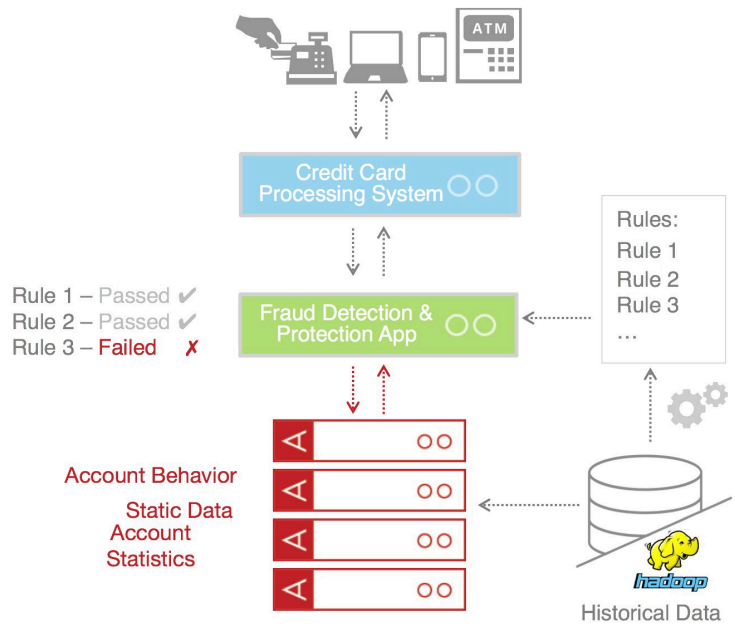 ATM
Credit Card
Processing System
Rules:
Rule 1
Rule 2
Rule 3
...
Rule 1 – Passed ✔
Rule 2 – Passed ✔
Rule 3 – Failed ✗
Fraud Detection &
Protection App
A
A
A
A
Account Behavior
Static Data
Account
Statistics
hadoop
Historical Data